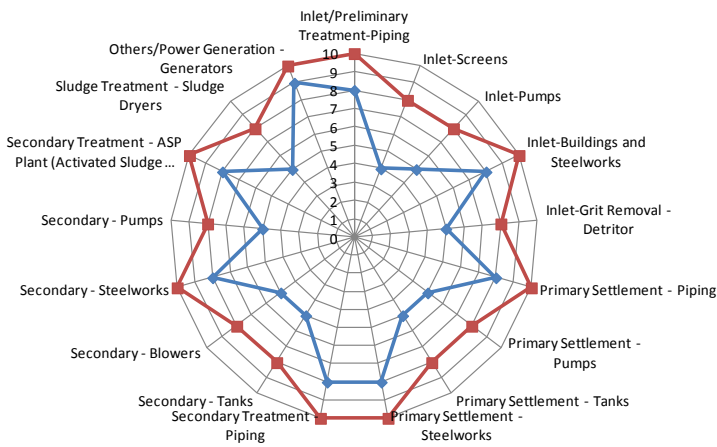 Inlet/Preliminary
Treatment-Piping
Inlet-Screens
Inlet-Pumps
Inlet-Buildings and
Steelworks
Inlet-Grit Removal -
Detritor
Primary Settlement - Piping
Primary Settlement -
Pumps
Primary Settlement - Tanks
Primary Settlement -
Steelworks
Secondary Treatment -
Piping
Secondary - Tanks
Secondary - Blowers
Secondary - Steelworks
Secondary - Pumps
Secondary Treatment - ASP
Plant (Activated Sludge ...
Sludge Treatment - Sludge
Dryers
Others/Power Generation -
Generators
10
9
8
7
6
5
4
3
2
1
0